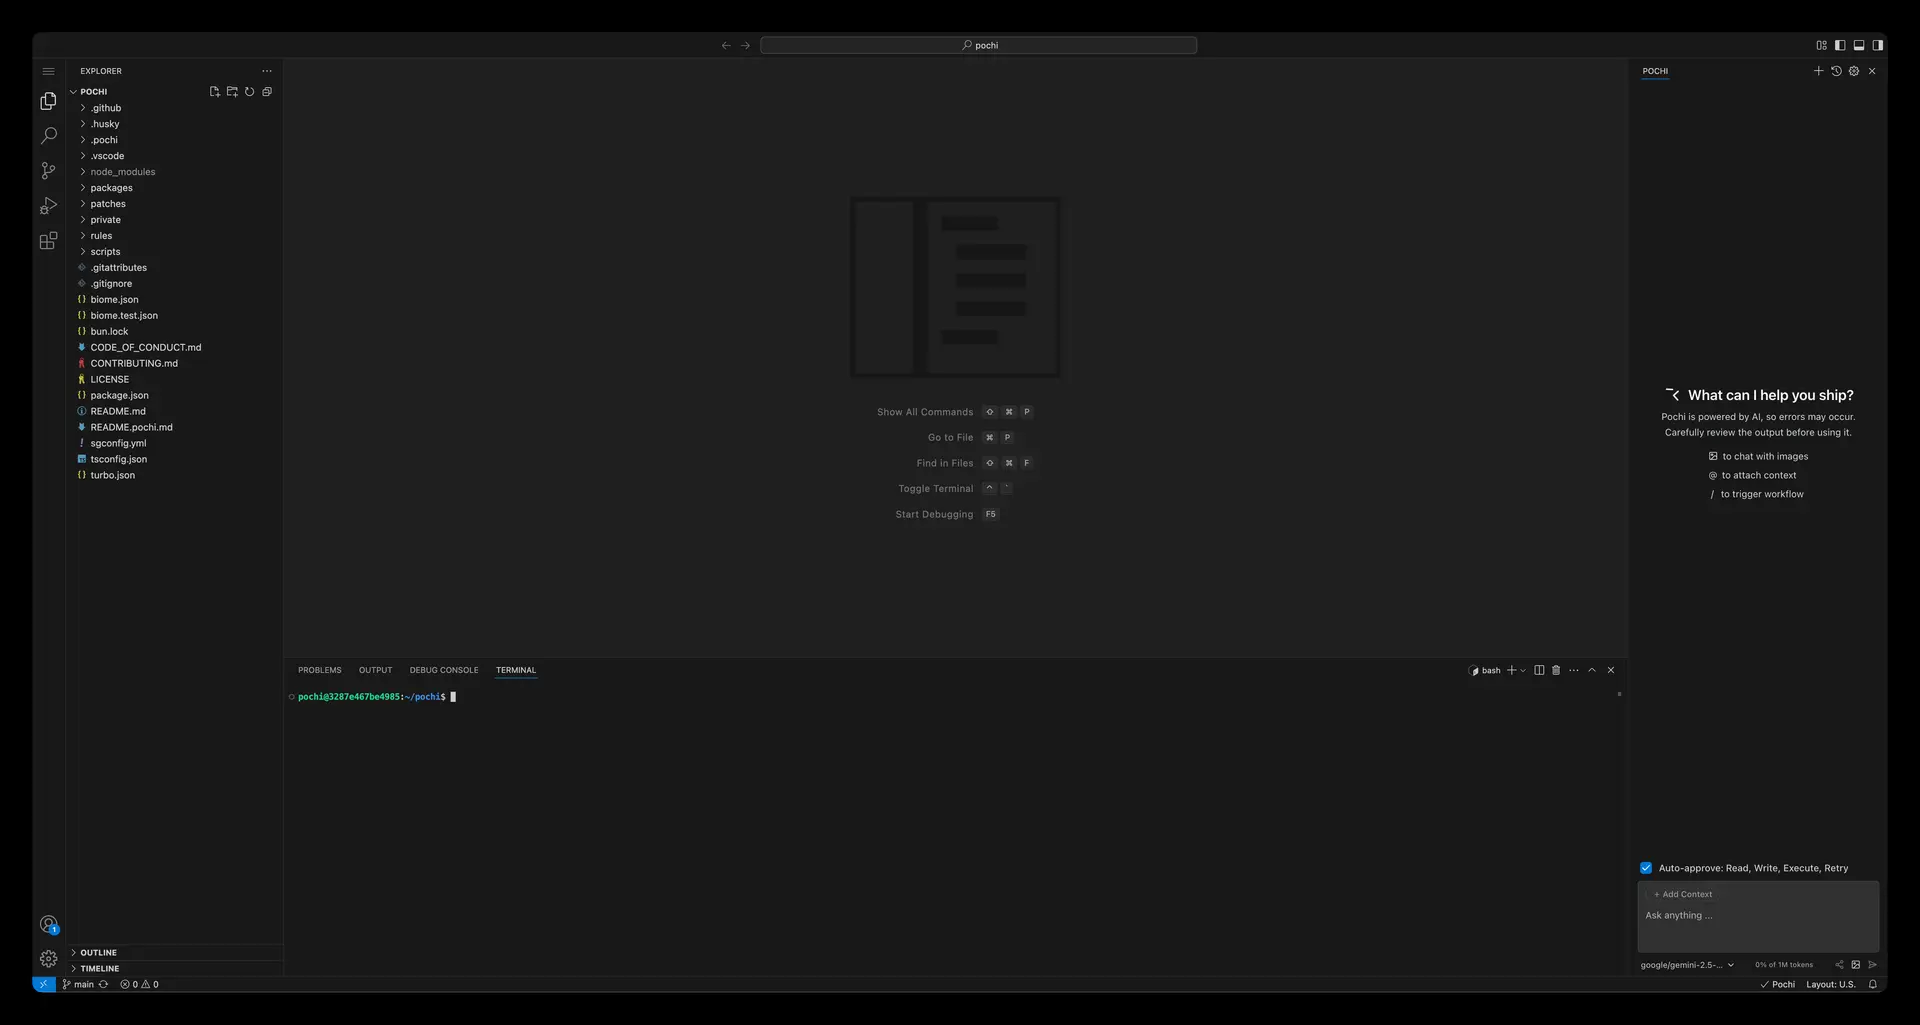 pochi
EXPLORER
POCHI
.github
.husky
.pochi
.vscode
node_modules
packages
patches
private
rules
scripts
.gitattributes
.gitignore
biome.json
biome.test.json
bun.lock
CODE_OF_CONDUCT.md
CONTRIBUTING.md
LICENSE
package.json
README.md
README.pochi.md
sgconfig.yml
tsconfig.json
turbo.json
OUTLINE
TIMELINE
Show All Commands ⇧ ⌘ P
Go to File ⌘ P
Find in Files ⇧ ⌘ F
Toggle Terminal ^ `
Start Debugging F5
PROBLEMS OUTPUT DEBUG CONSOLE TERMINAL
bash
pochi@3287e467be4985:~/pochi$
POCHI
What can I help you ship?
Pochi is powered by AI, so errors may occur.
Carefully review the output before using it.
to chat with images
@ to attach context
/ to trigger workflow
Auto-approve: Read, Write, Execute, Retry
+ Add Context
Ask anything ...
google/gemini-2.5-... 0% of 1M tokens
1
main 0 0
Pochi Layout: U.S.